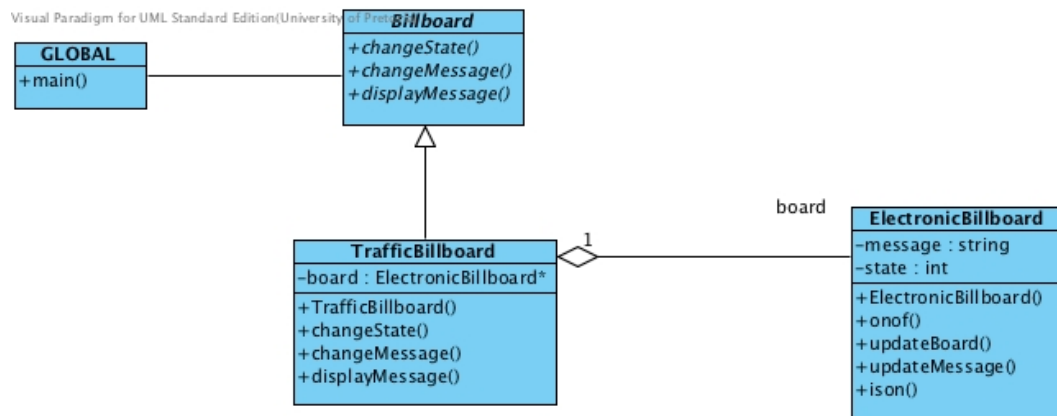 Visual Paradigm for UML Standard Edition(University of Pretoria)
Billboard
+changeState()
+changeMessage()
+displayMessage()
GLOBAL
+main()
TrafficBillboard
-board : ElectronicBillboard*
+TrafficBillboard()
+changeState()
+changeMessage()
+displayMessage()
1
board
ElectronicBillboard
-message : string
-state : int
+ElectronicBillboard()
+onof()
+updateBoard()
+updateMessage()
+ison()